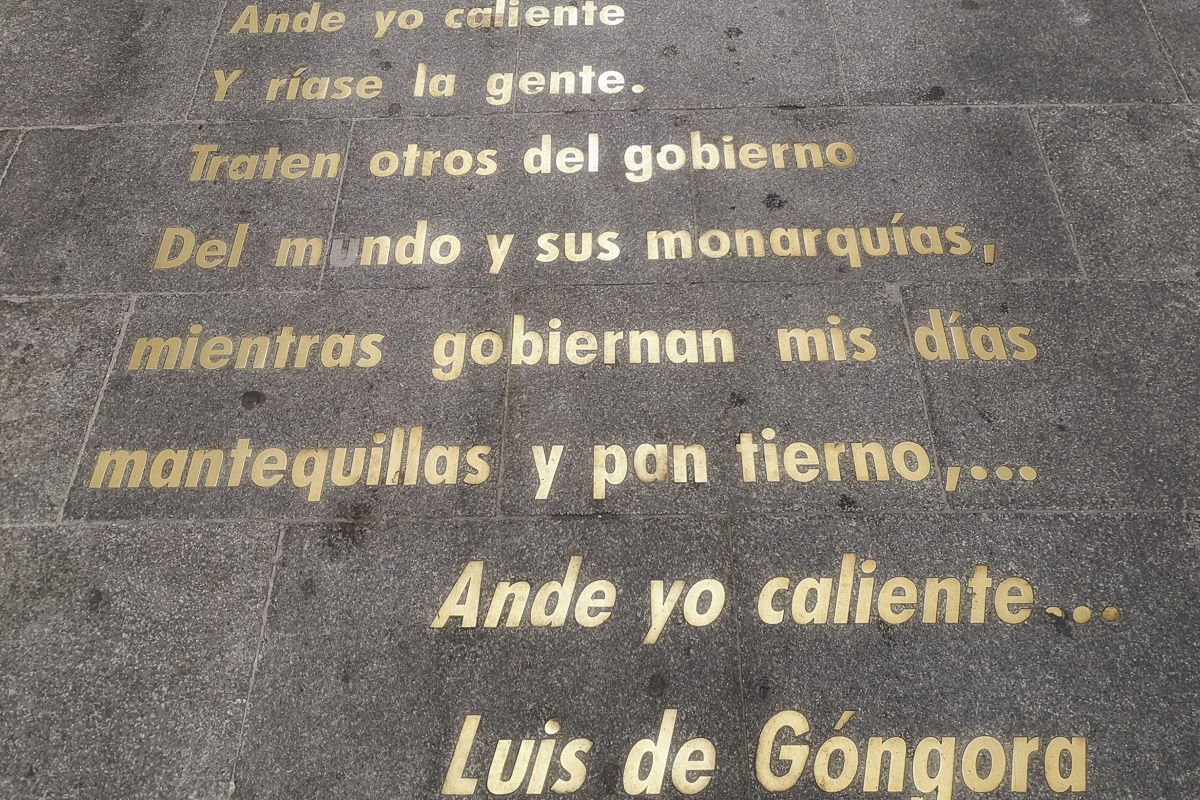 Ande yo caliente
Y ríase la gente.
Traten otros del gobierno
Del mundo y sus monarquías,
mientras gobiernan mis días
mantequillas y pan tierno,...
Ande yo caliente...
Luis de Góngora